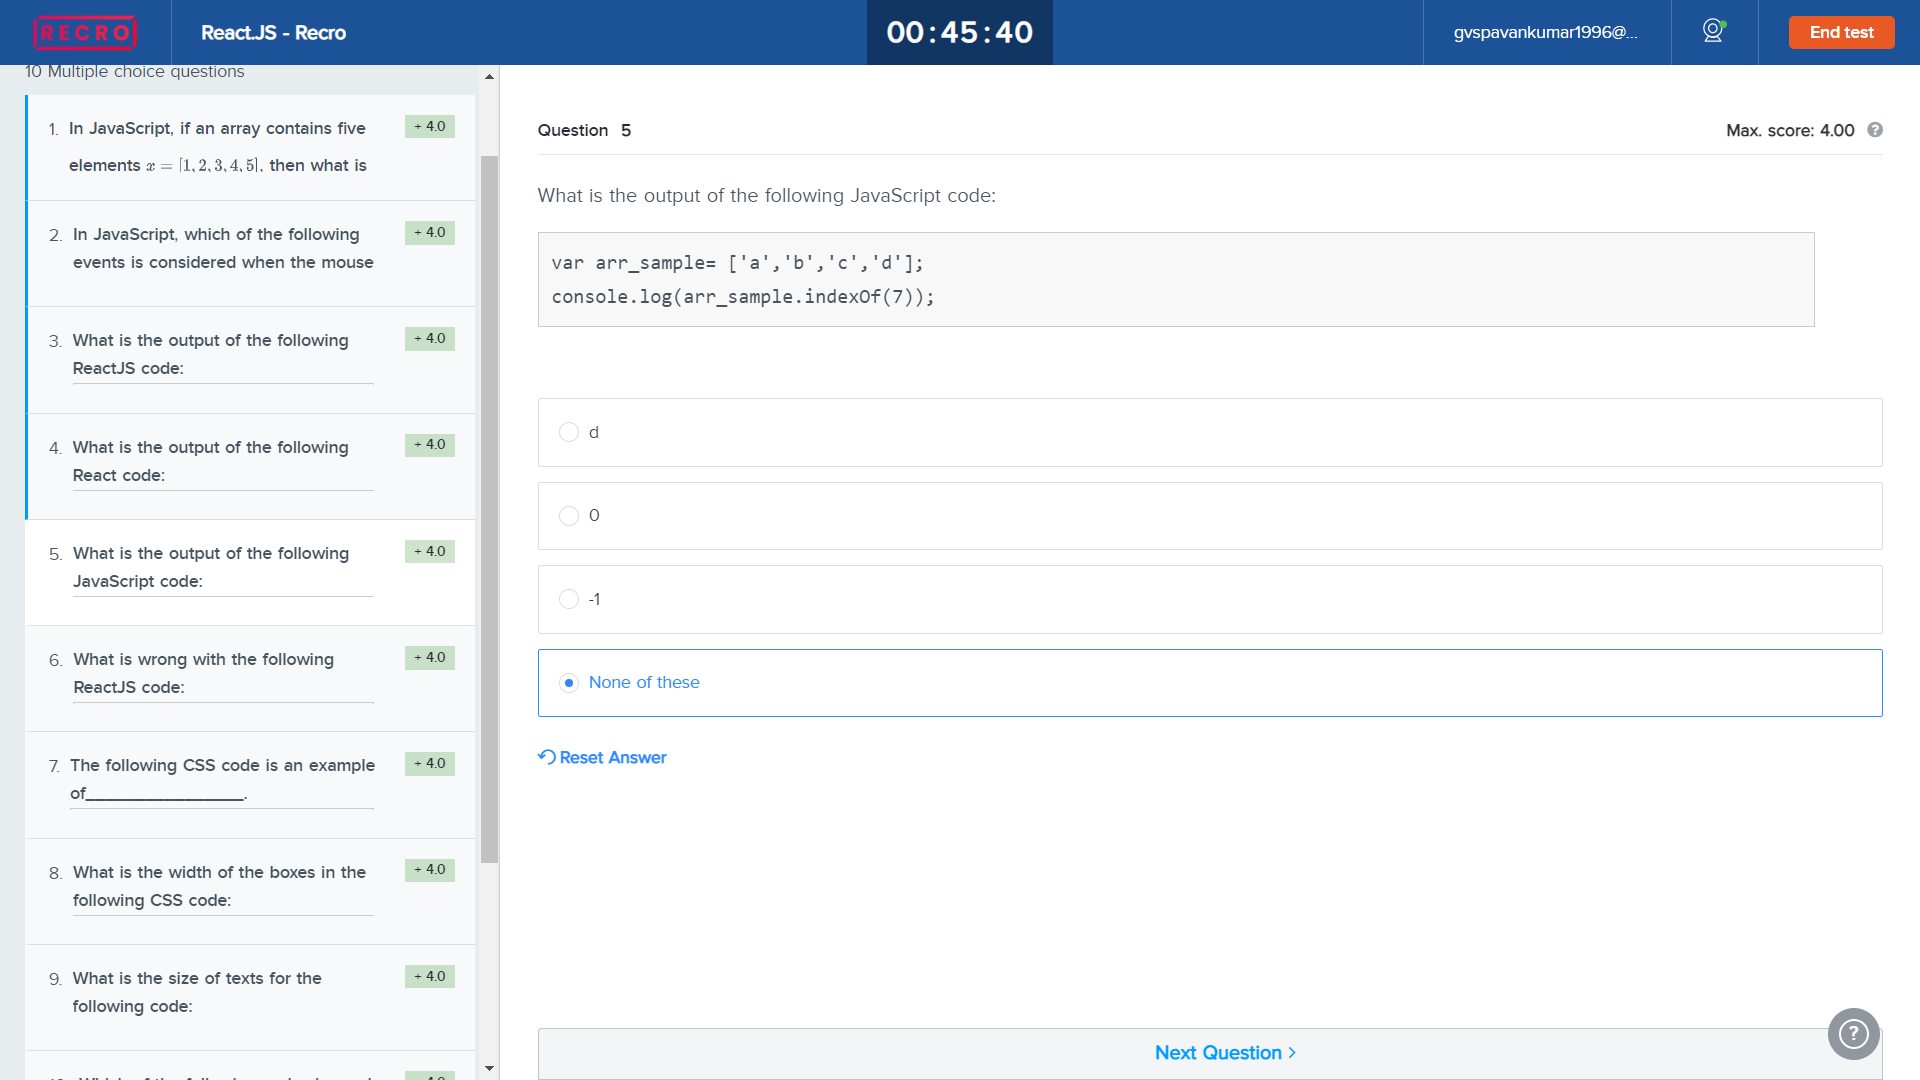 RECRO
React.JS - Recro
00:45:40
gvspavankumar1996@...
End test
10 Multiple choice questions
1. In JavaScript, if an array contains five + 4.0
elements x = [1, 2, 3, 4, 5], then what is
2. In JavaScript, which of the following + 4.0
events is considered when the mouse
3. What is the output of the following + 4.0
ReactJS code:
4. What is the output of the following + 4.0
React code:
5. What is the output of the following + 4.0
JavaScript code:
6. What is wrong with the following + 4.0
ReactJS code:
7. The following CSS code is an example + 4.0
of_________________.
8. What is the width of the boxes in the + 4.0
following CSS code:
9. What is the size of texts for the + 4.0
following code:
Question 5
Max. score: 4.00 ?
What is the output of the following JavaScript code:
var arr_sample= ['a','b','c','d'];
console.log(arr_sample.indexOf(7));
d
0
-1
None of these
Reset Answer
Next Question >
?